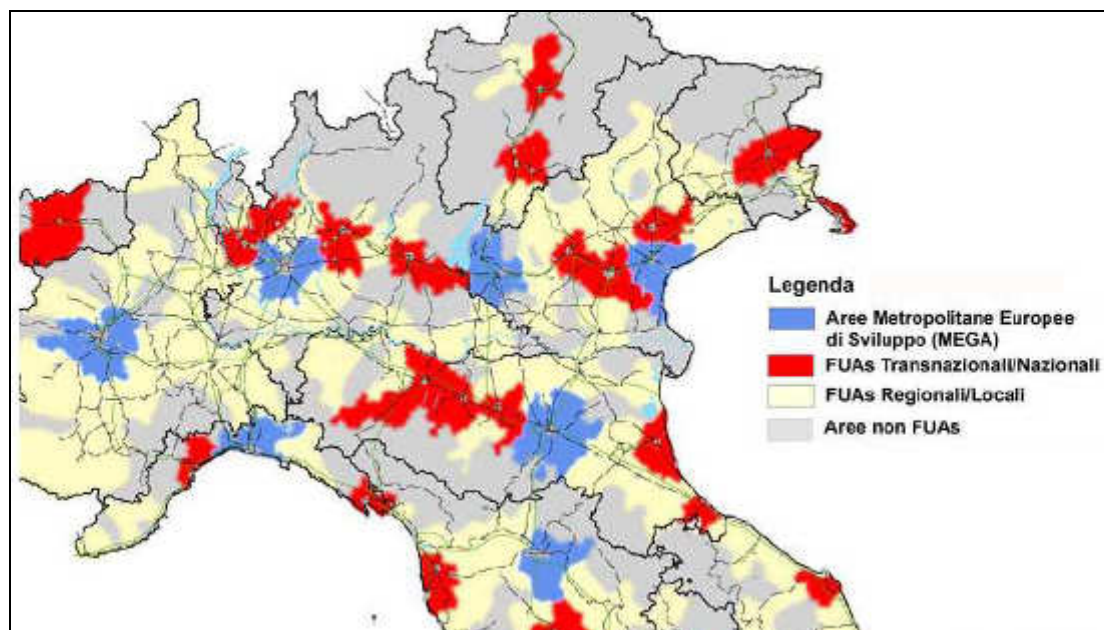 Legenda
Aree Metropolitane Europee
di Sviluppo (MEGA)
FUAs Transnazionali/Nazionali
FUAs Regionali/Locali
Aree non FUAs